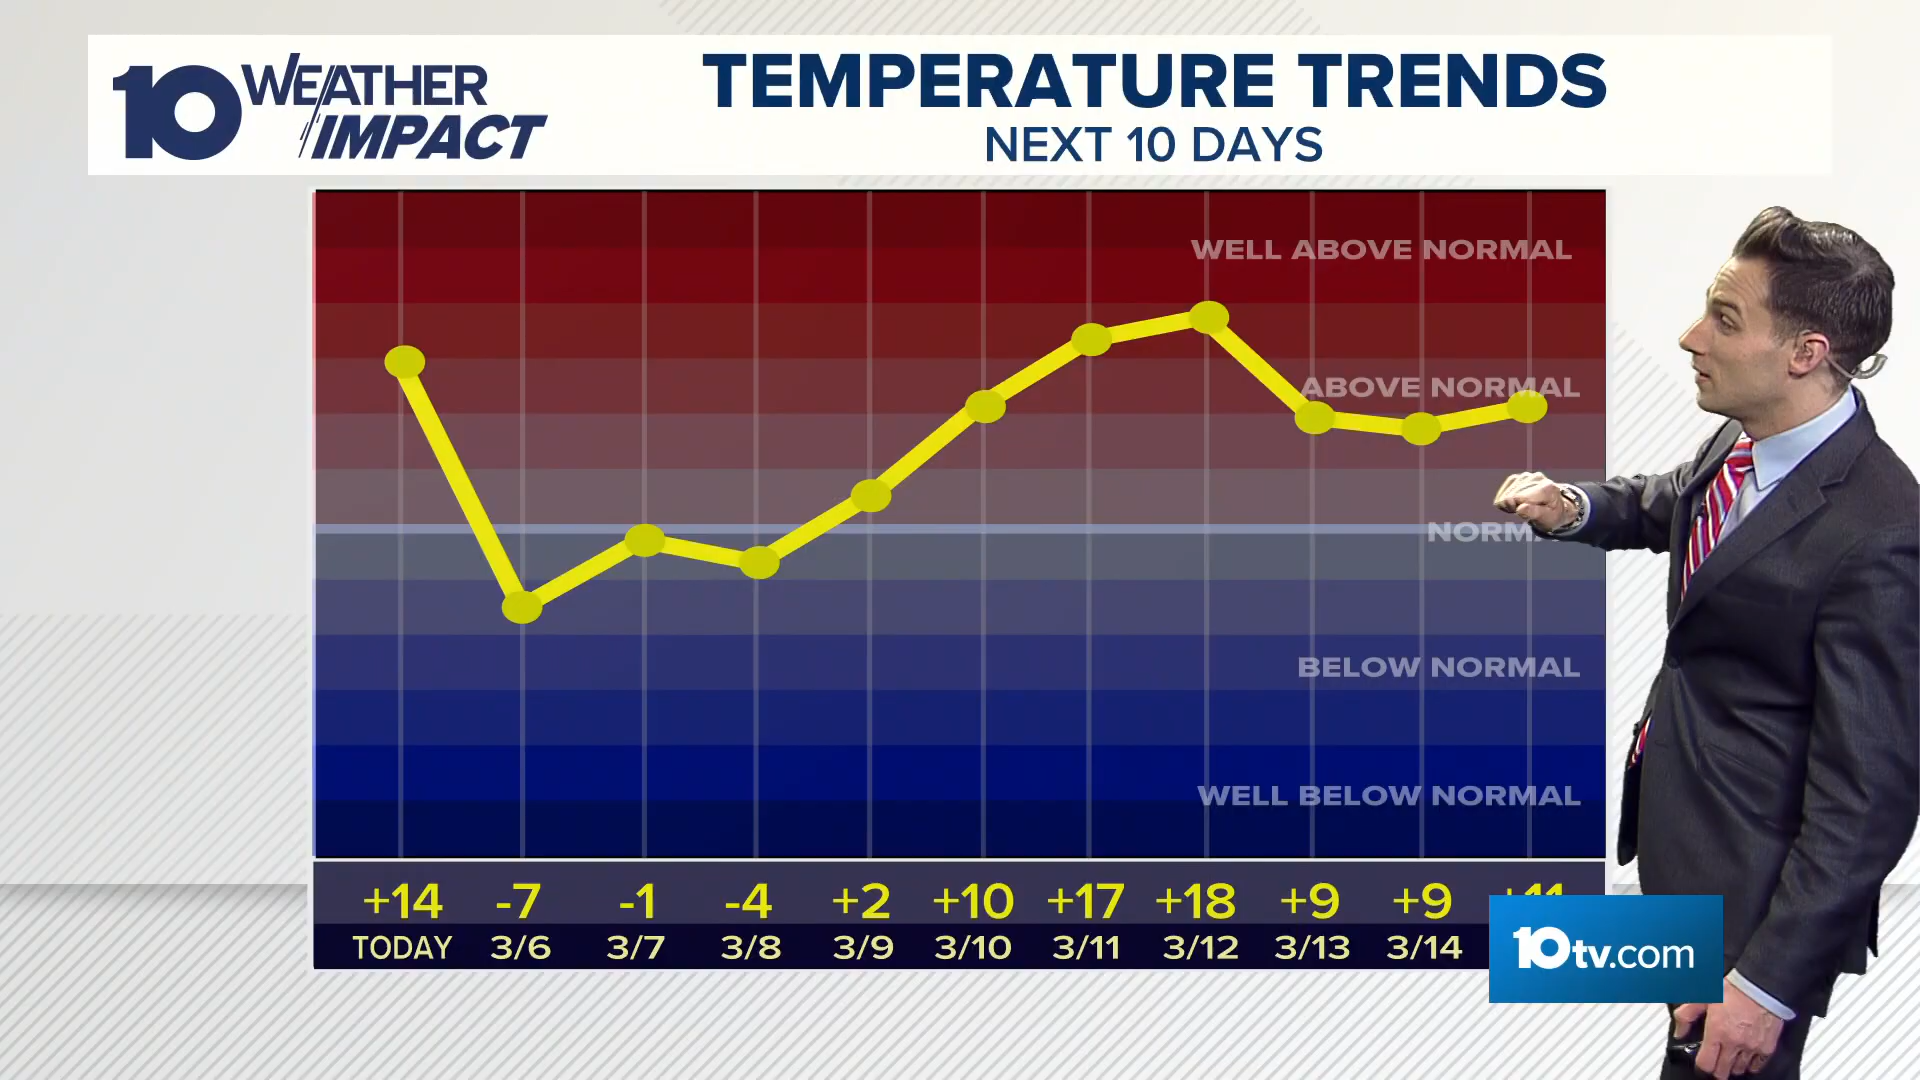 10 WEATHER
IMPACT
TEMPERATURE TRENDS
NEXT 10 DAYS
WELL ABOVE NORMAL
ABOVE NORMAL
NORMA
BELOW NORMAL
WELL BELOW NORMAL
+14 -7 -1 -4 +2 +10 +17 +18 +9 +9 +11
TODAY 3/6 3/7 3/8 3/9 3/10 3/11 3/12 3/13 3/14
10tv.com